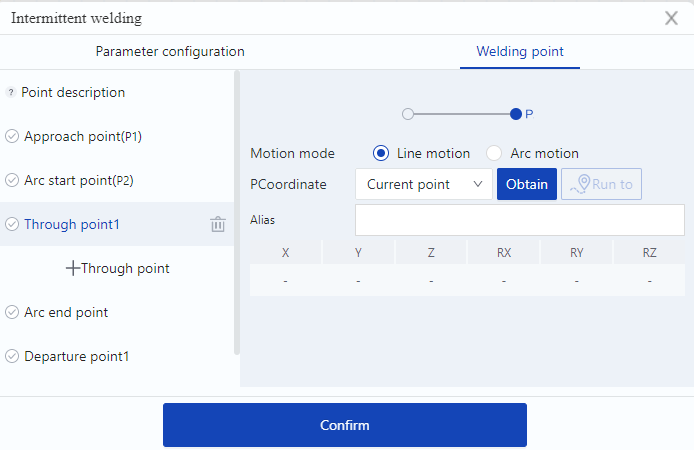 Intermittent welding
Parameter configuration
Welding point
? Point description
Approach point(P1)
Arc start point(P2)
Through point1
+Through point
Arc end point
Departure point1
P
Motion mode Line motion Arc motion
PCoordinate Current point Obtain Run to
Alias
X Y Z RX RY RZ
- - - - - -
Confirm